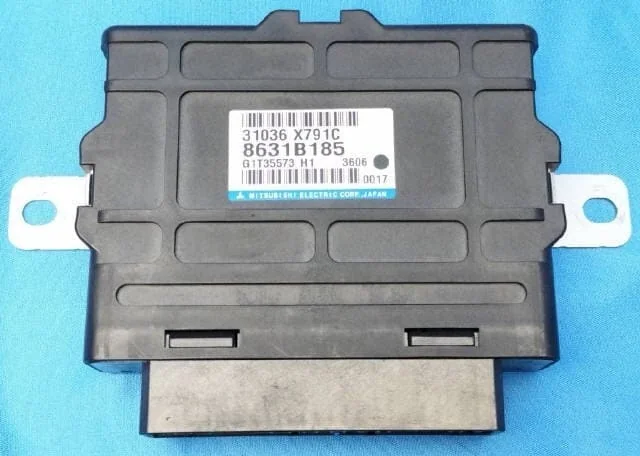 31036 X791C
8631B185
G1T35573 H1 3606
0017
MITSUBISHI ELECTRIC CORP. JAPAN